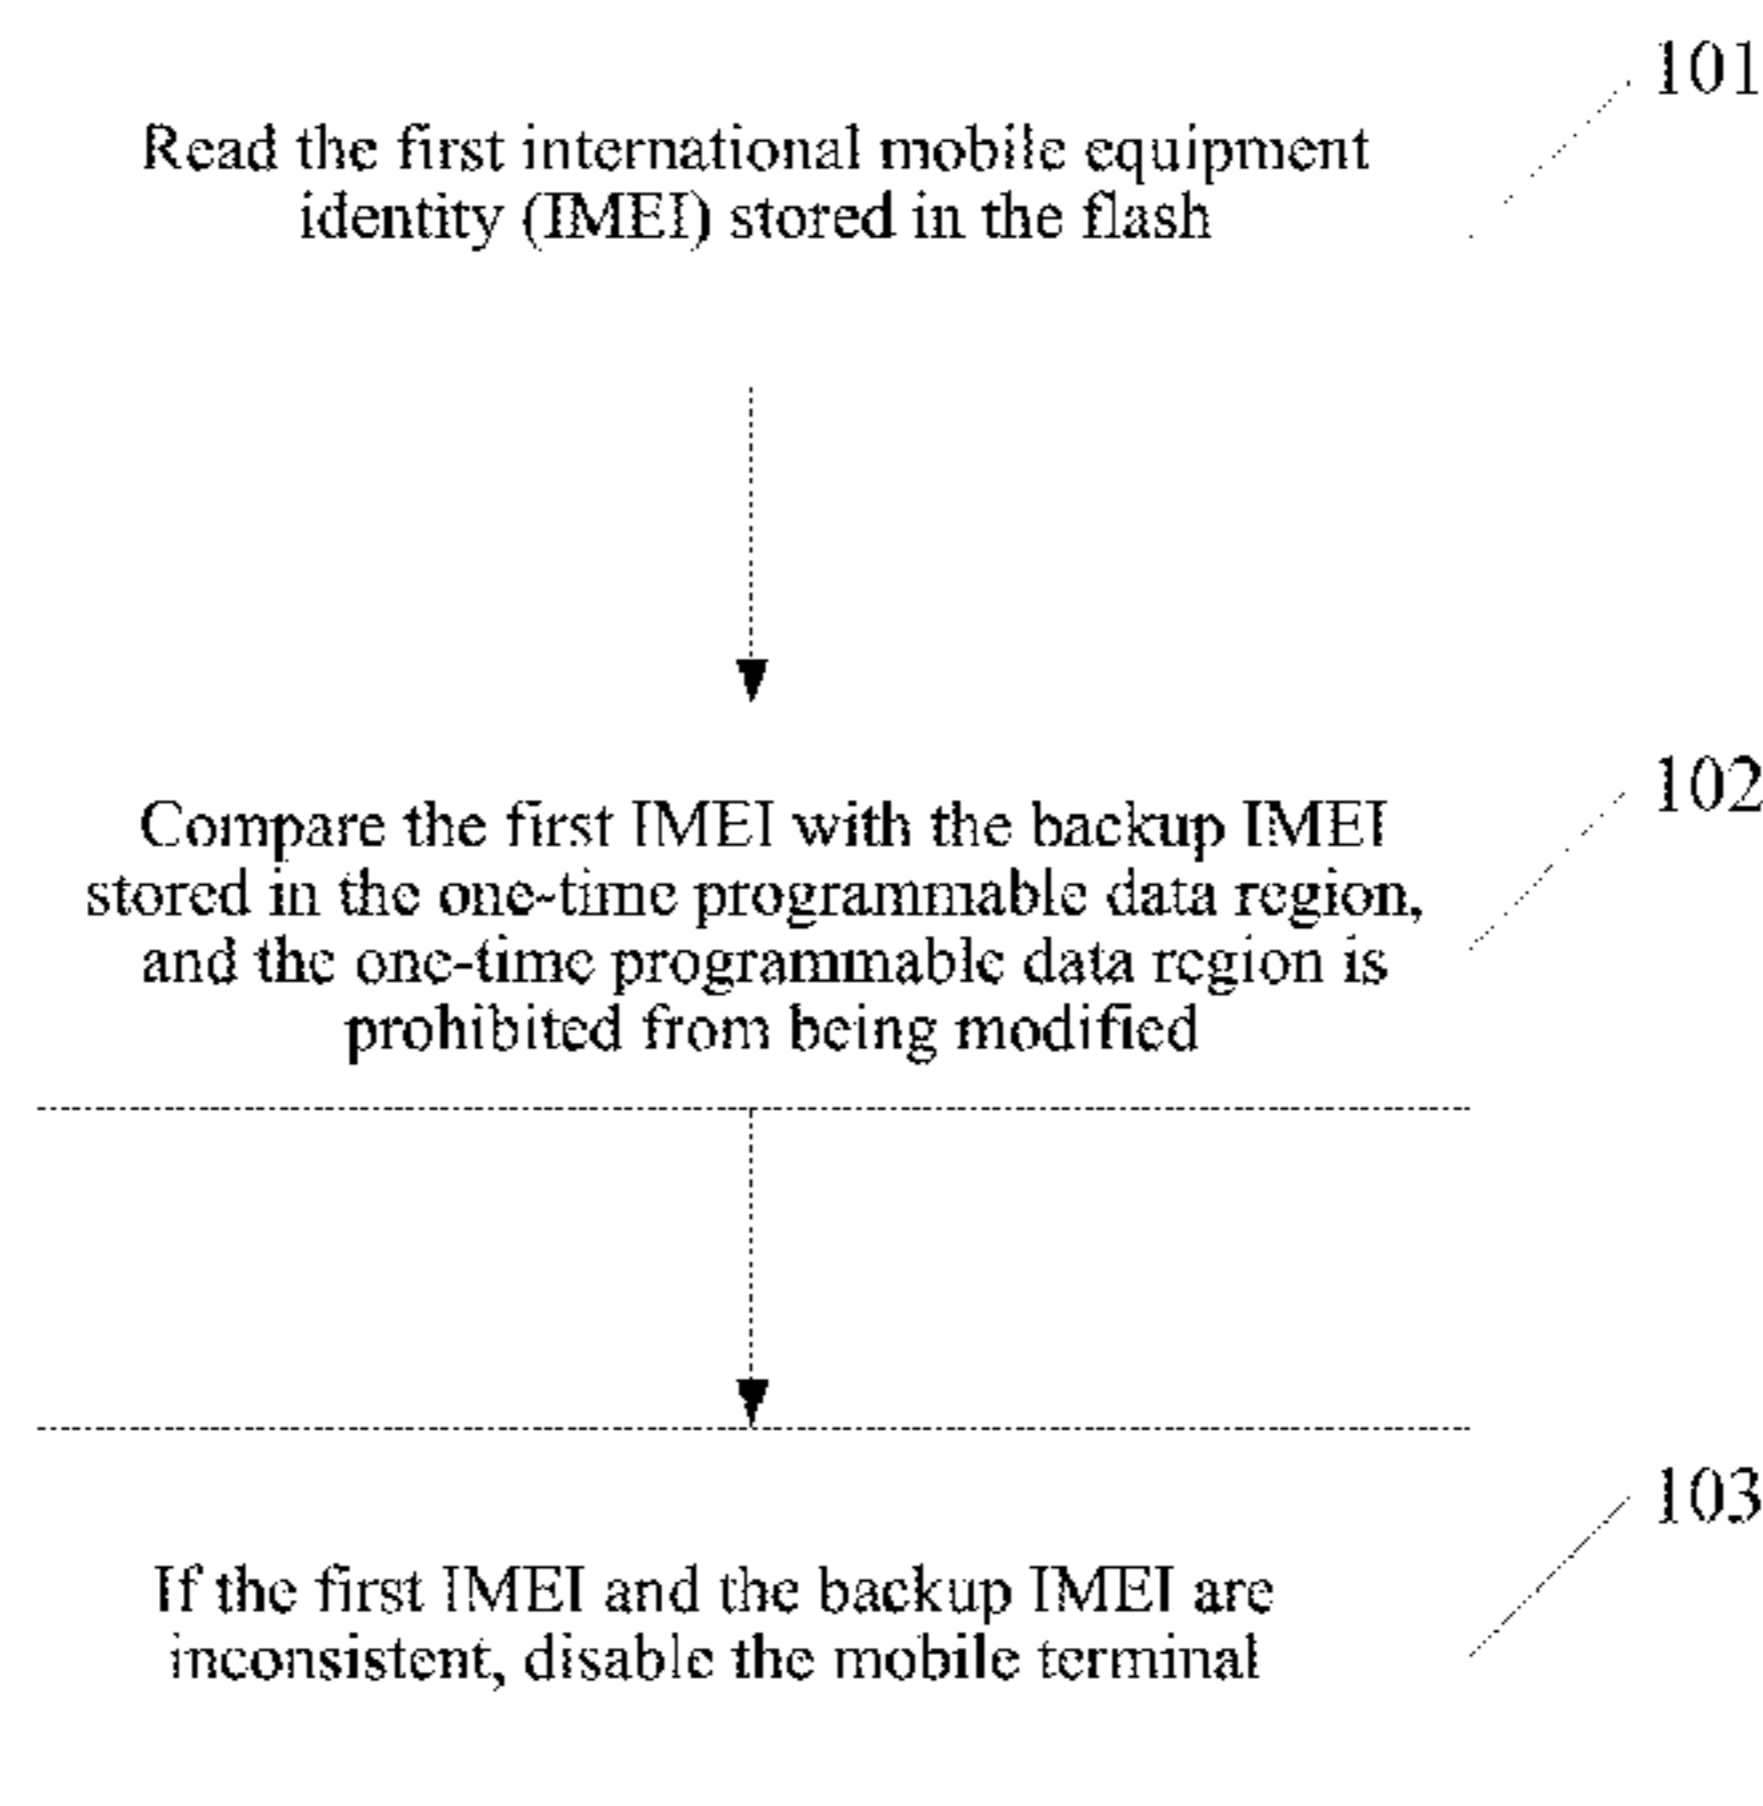 101
Read the first international mobile equipment
identity (IMEI) stored in the flash
102
Compare the first IMEI with the backup IMEI
stored in the one-time programmable data region,
and the one-time programmable data region is
prohibited from being modified
103
If the first IMEI and the backup IMEI are
inconsistent, disable the mobile terminal